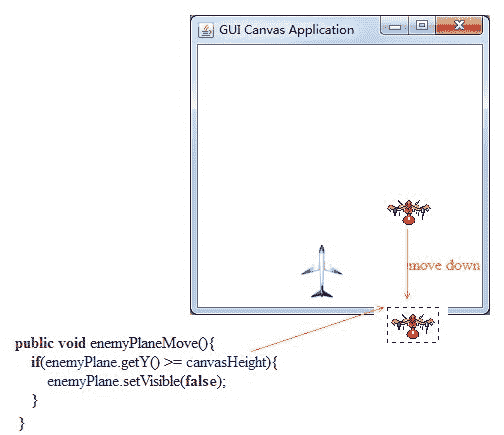 GUI Canvas Application
move down
public void enemyPlaneMove(){
if(enemyPlane.getY() >= canvasHeight){
enemyPlane.setVisible(false);
}
}